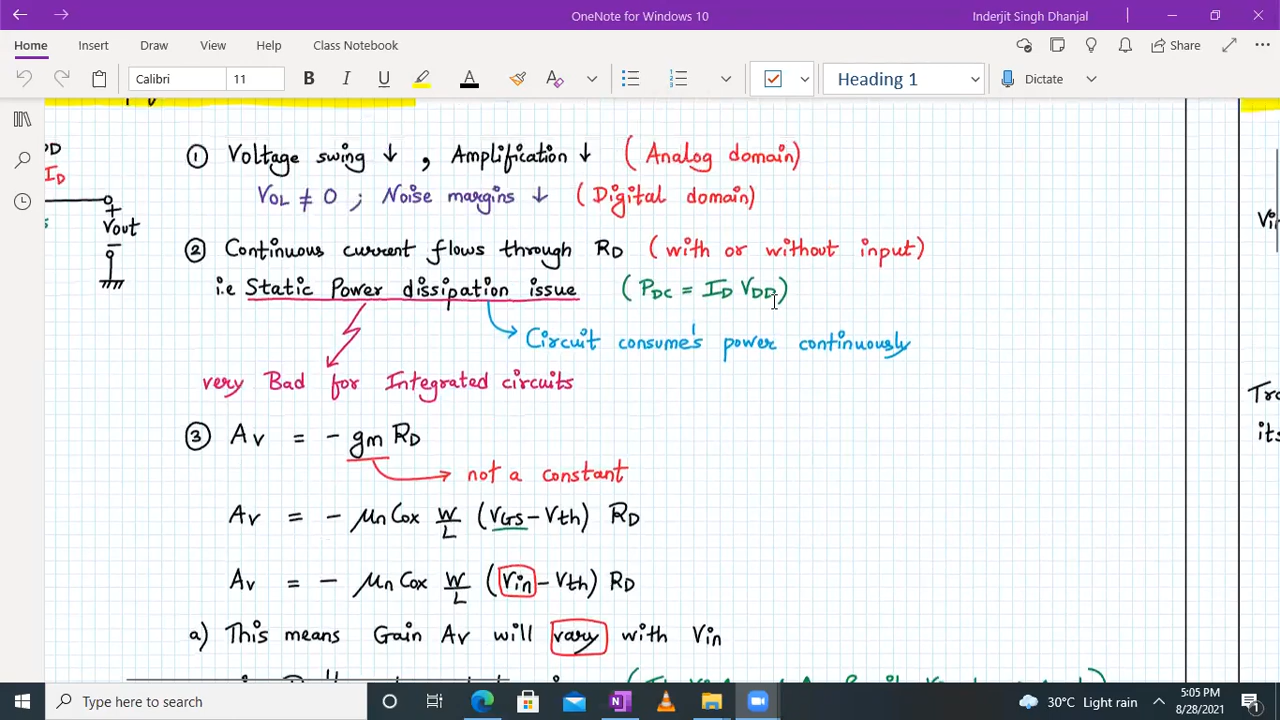 OneNote for Windows 10
Inderjit Singh Dhanjal
Home Insert Draw View Help Class Notebook Share
Calibri 11 B I U A Heading 1 Dictate
① Voltage swing ↓ , Amplification ↓ (Analog domain)
VOL ≠ 0 ; Noise margins ↓ (Digital domain)
② Continuous current flows through RD (with or without input)
i.e Static Power dissipation issue (PDC = ID VDD)
Circuit consume's power continuously
very Bad for Integrated circuits
③ Av = - gm RD
not a constant
Av = - μn Cox W/L (VGS - Vth) RD
Av = - μn Cox W/L (Vin - Vth) RD
a) This means Gain Av will vary with Vin
DD
ID
+
Vout
-
Type here to search
30°C Light rain
5:05 PM
8/28/2021